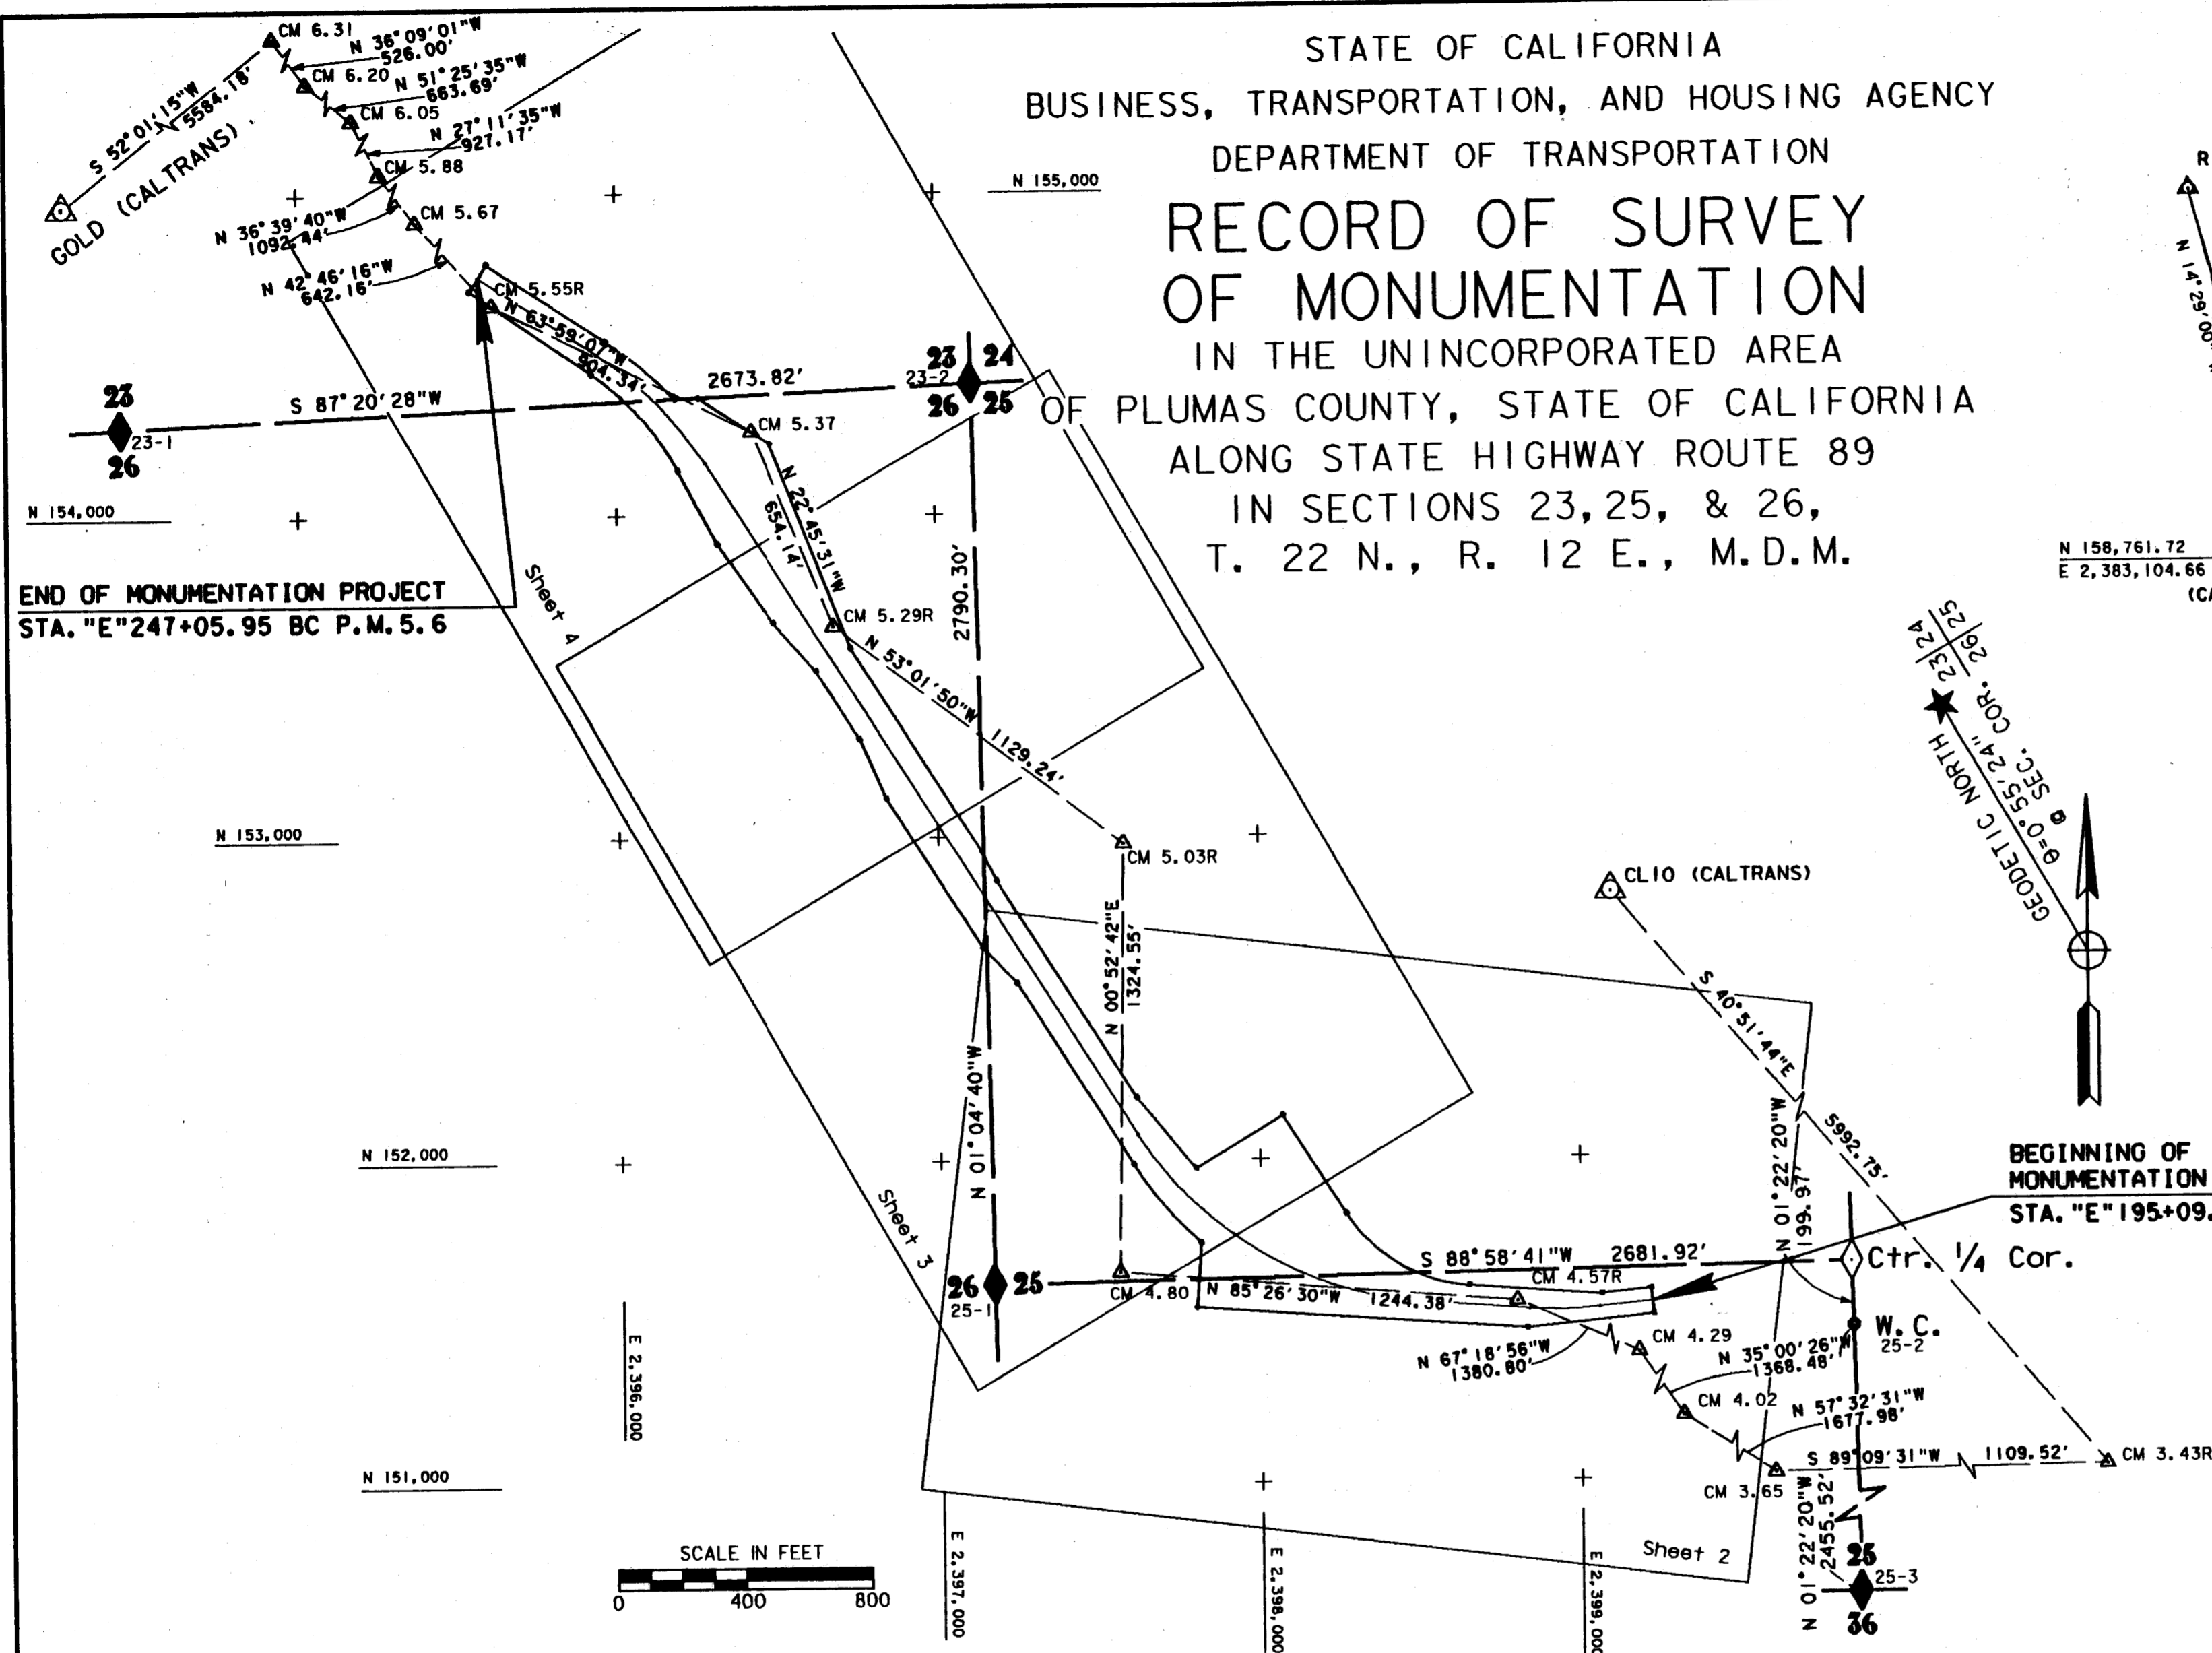 STATE OF CALIFORNIA
BUSINESS, TRANSPORTATION, AND HOUSING AGENCY
DEPARTMENT OF TRANSPORTATION
RECORD OF SURVEY
OF MONUMENTATION
IN THE UNINCORPORATED AREA
OF PLUMAS COUNTY, STATE OF CALIFORNIA
ALONG STATE HIGHWAY ROUTE 89
IN SECTIONS 23, 25, & 26,
T. 22 N., R. 12 E., M.D.M.
CM 6.31
N 36°09'01"W
526.00'
CM 6.20
N 51°25'35"W
663.69'
CM 6.05
N 27°11'35"W
927.17'
CM 5.88
S 52°01'15"W
5584.18'
GOLD (CALTRANS)
N 36°39'40"W
1092.44'
CM 5.67
N 42°46'16"W
642.16'
CM 5.55R
N 63°59'07"W
904.34'
N 155,000
23
23-1
26
S 87°20'28"W
2673.82'
23 24
23-2
26 25
CM 5.37
N 22°45'31"W
654.14'
N 154,000
END OF MONUMENTATION PROJECT
STA. "E"247+05.95 BC P.M.5.6
Sheet 4
CM 5.29R
N 53°01'50"W
1129.24'
2790.30'
N 153,000
CM 5.03R
N 00°52'42"E
1324.55'
N 01°04'40"W
R
N 14°29'00"
N 158,761.72
E 2,383,104.66
(CA
23|24
26|25
GEODETIC NORTH
θ=0°55'24"
@ SEC. COR.
CLIO (CALTRANS)
S 40°51'44"E
5992.75'
N 152,000
Sheet 3
BEGINNING OF
MONUMENTATION
STA. "E"195+09.
N 01°22'20"W
199.97'
S 88°58'41"W
2681.92'
Ctr. 1/4 Cor.
26 25
25-1
CM 4.80
N 85°26'30"W
1244.38'
CM 4.57R
W.C.
25-2
N 67°18'56"W
1380.80'
CM 4.29
N 35°00'26"W
1368.48'
CM 4.02
N 57°32'31"W
1677.98'
S 89°09'31"W
1109.52'
CM 3.43R
CM 3.65
N 151,000
E 2,396,000
E 2,397,000
E 2,398,000
E 2,399,000
SCALE IN FEET
0 400 800
Sheet 2
N 01°22'20"W
2455.52'
25
25-3
36